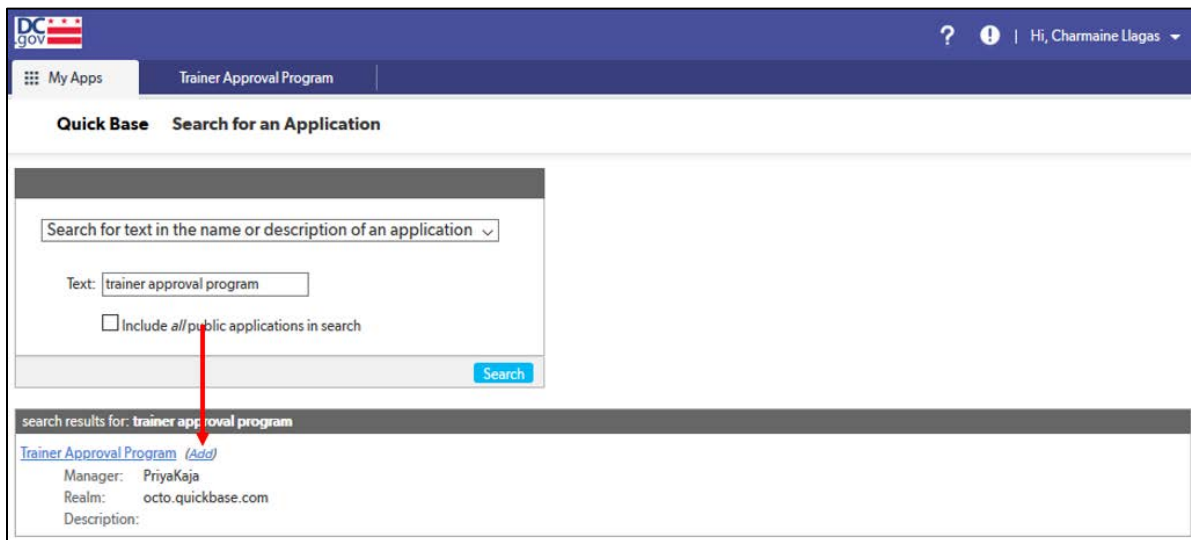 DC
.gov
? ! | Hi, Charmaine Llagas
My Apps Trainer Approval Program
Quick Base Search for an Application
Search for text in the name or description of an application
Text: trainer approval program
Include all public applications in search
Search
search results for: trainer approval program
Trainer Approval Program (Add)
Manager: PriyaKaja
Realm: octo.quickbase.com
Description: